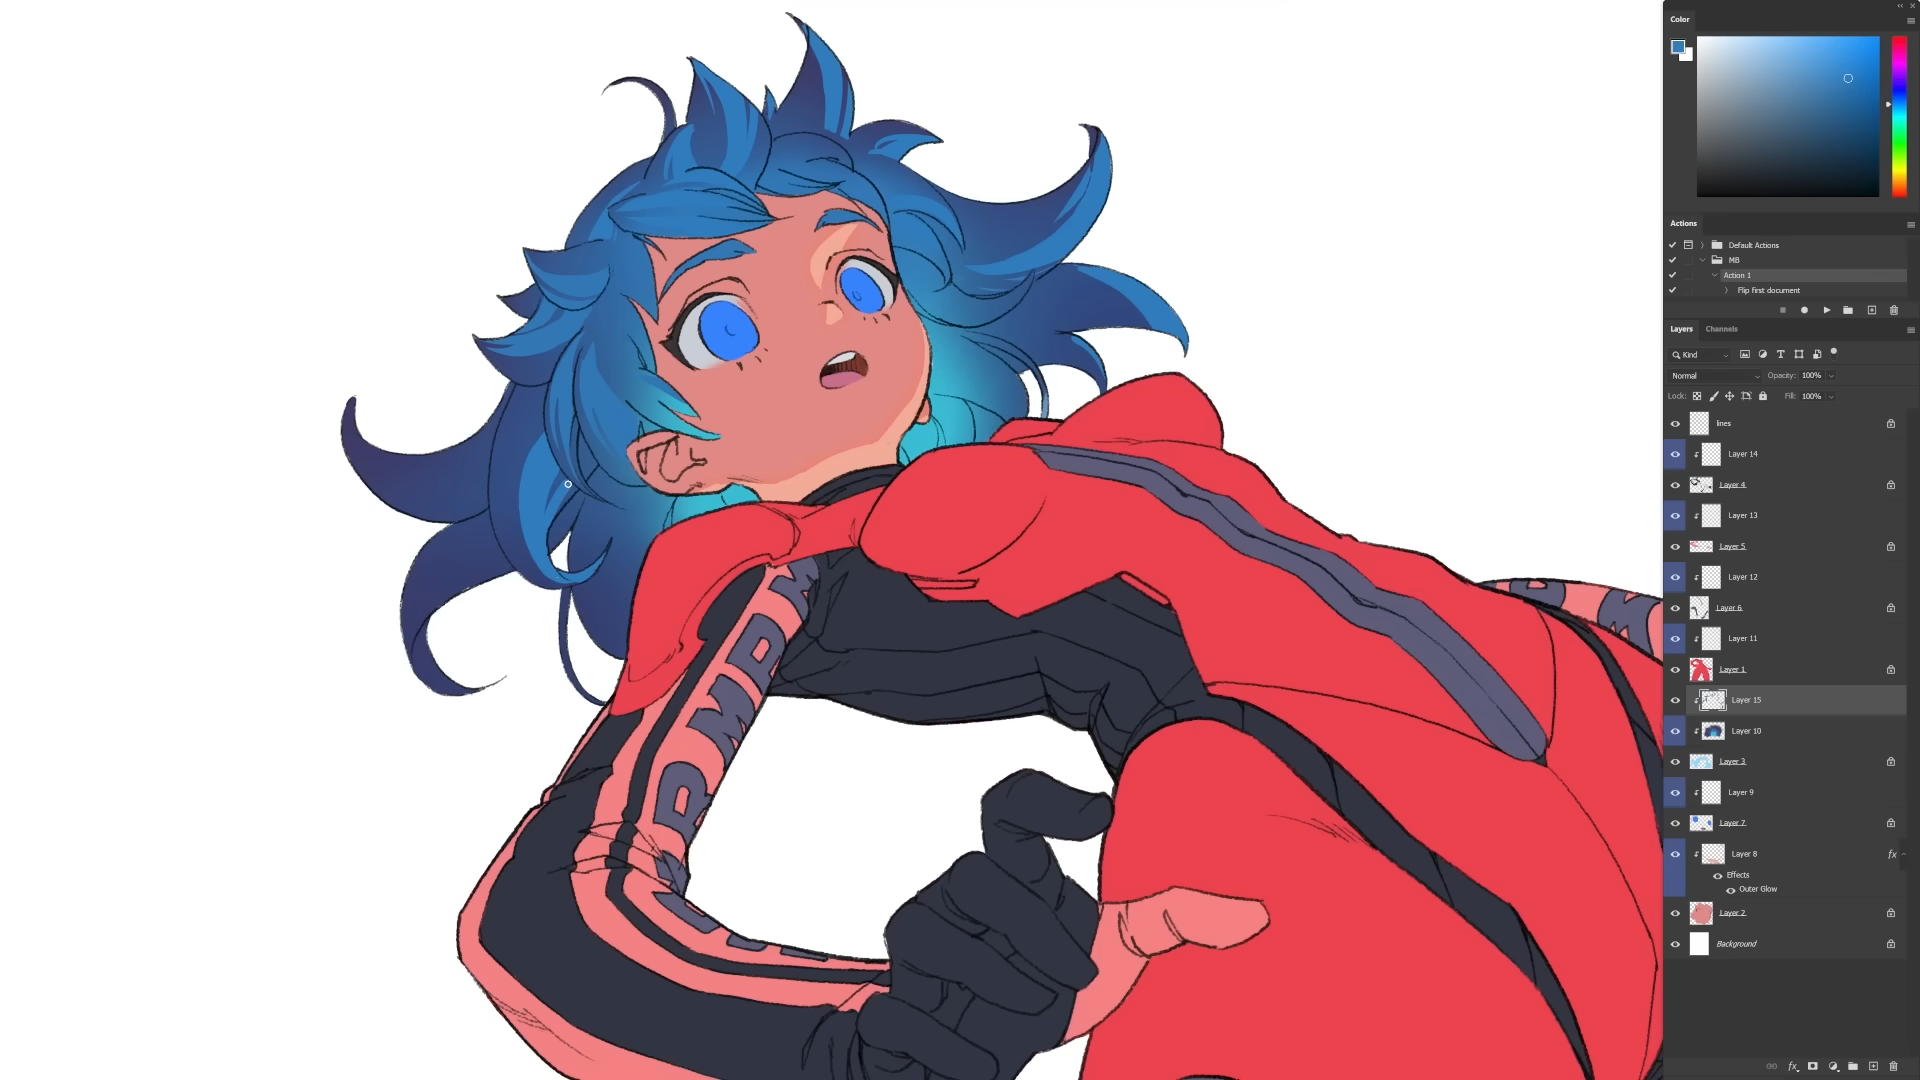 Color
Actions
Default Actions
MB
Action 1
Flip first document
Layers Channels
Kind
Normal Opacity: 100%
Lock: Fill: 100%
lines
Layer 14
Layer 4
Layer 13
Layer 5
Layer 12
Layer 6
Layer 11
Layer 1
Layer 15
Layer 10
Layer 3
Layer 9
Layer 7
Layer 8 fx
Effects
Outer Glow
Layer 2
Background
fx